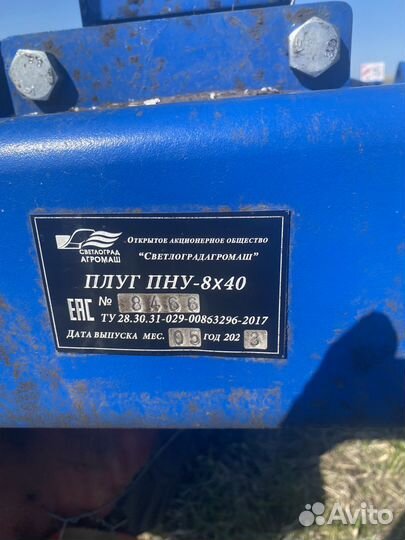 СВЕТЛОГРАД
АГРОМАШ
ОТКРЫТОЕ АКЦИОНЕРНОЕ ОБЩЕСТВО
"СВЕТЛОГРАДАГРОМАШ"
ПЛУГ ПНУ-8х40
EAC № 8466
ТУ 28.30.31-029-00863296-2017
ДАТА ВЫПУСКА МЕС. 05 ГОД 2023
Avito